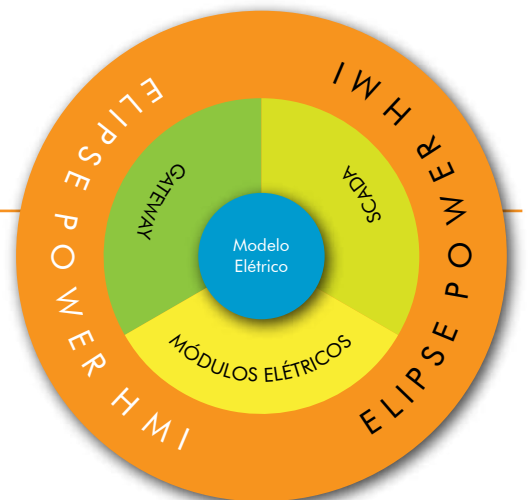 ELIPSE POWER HMI
ELIPSE POWER HMI
GATEWAY
SCADA
Modelo
Elétrico
MÓDULOS ELÉTRICOS